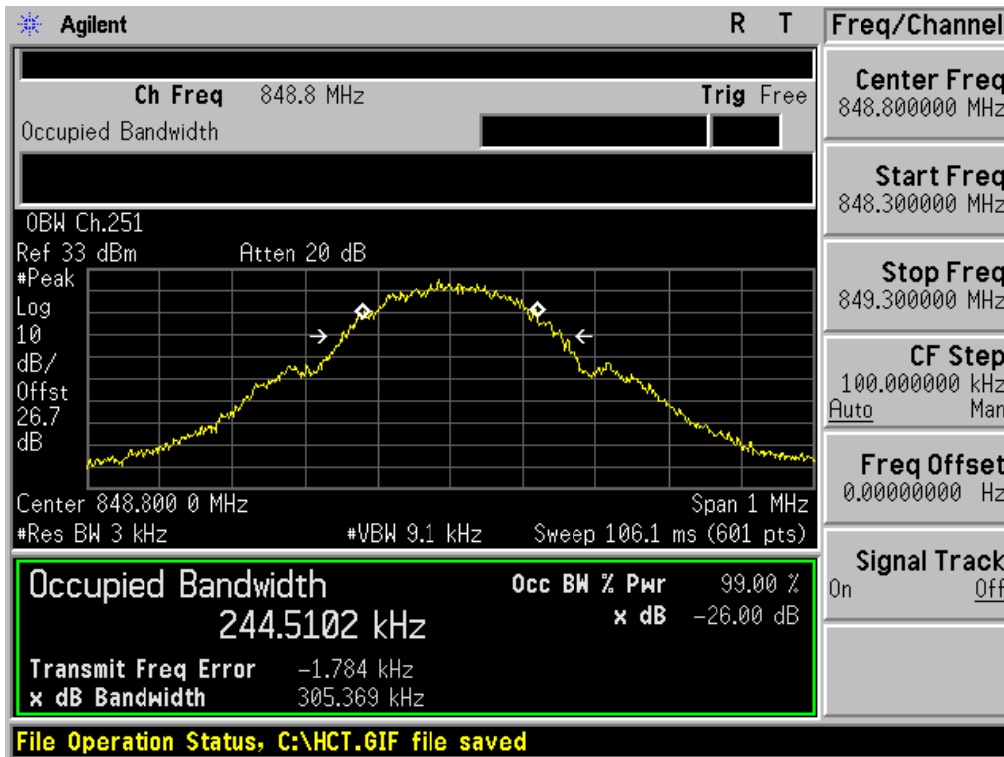 Agilent R T
Ch Freq 848.8 MHz Trig Free
Occupied Bandwidth
OBW Ch.251
Ref 33 dBm Atten 20 dB
#Peak
Log
10
dB/
Offst
26.7
dB
Center 848.800 0 MHz Span 1 MHz
#Res BW 3 kHz #VBW 9.1 kHz Sweep 106.1 ms (601 pts)
Occupied Bandwidth Occ BW % Pwr 99.00 %
244.5102 kHz x dB -26.00 dB
Transmit Freq Error -1.784 kHz
x dB Bandwidth 305.369 kHz
File Operation Status, C:\HCT.GIF file saved
Freq/Channel
Center Freq
848.800000 MHz
Start Freq
848.300000 MHz
Stop Freq
849.300000 MHz
CF Step
100.000000 kHz
Auto Man
Freq Offset
0.00000000 Hz
Signal Track
On Off